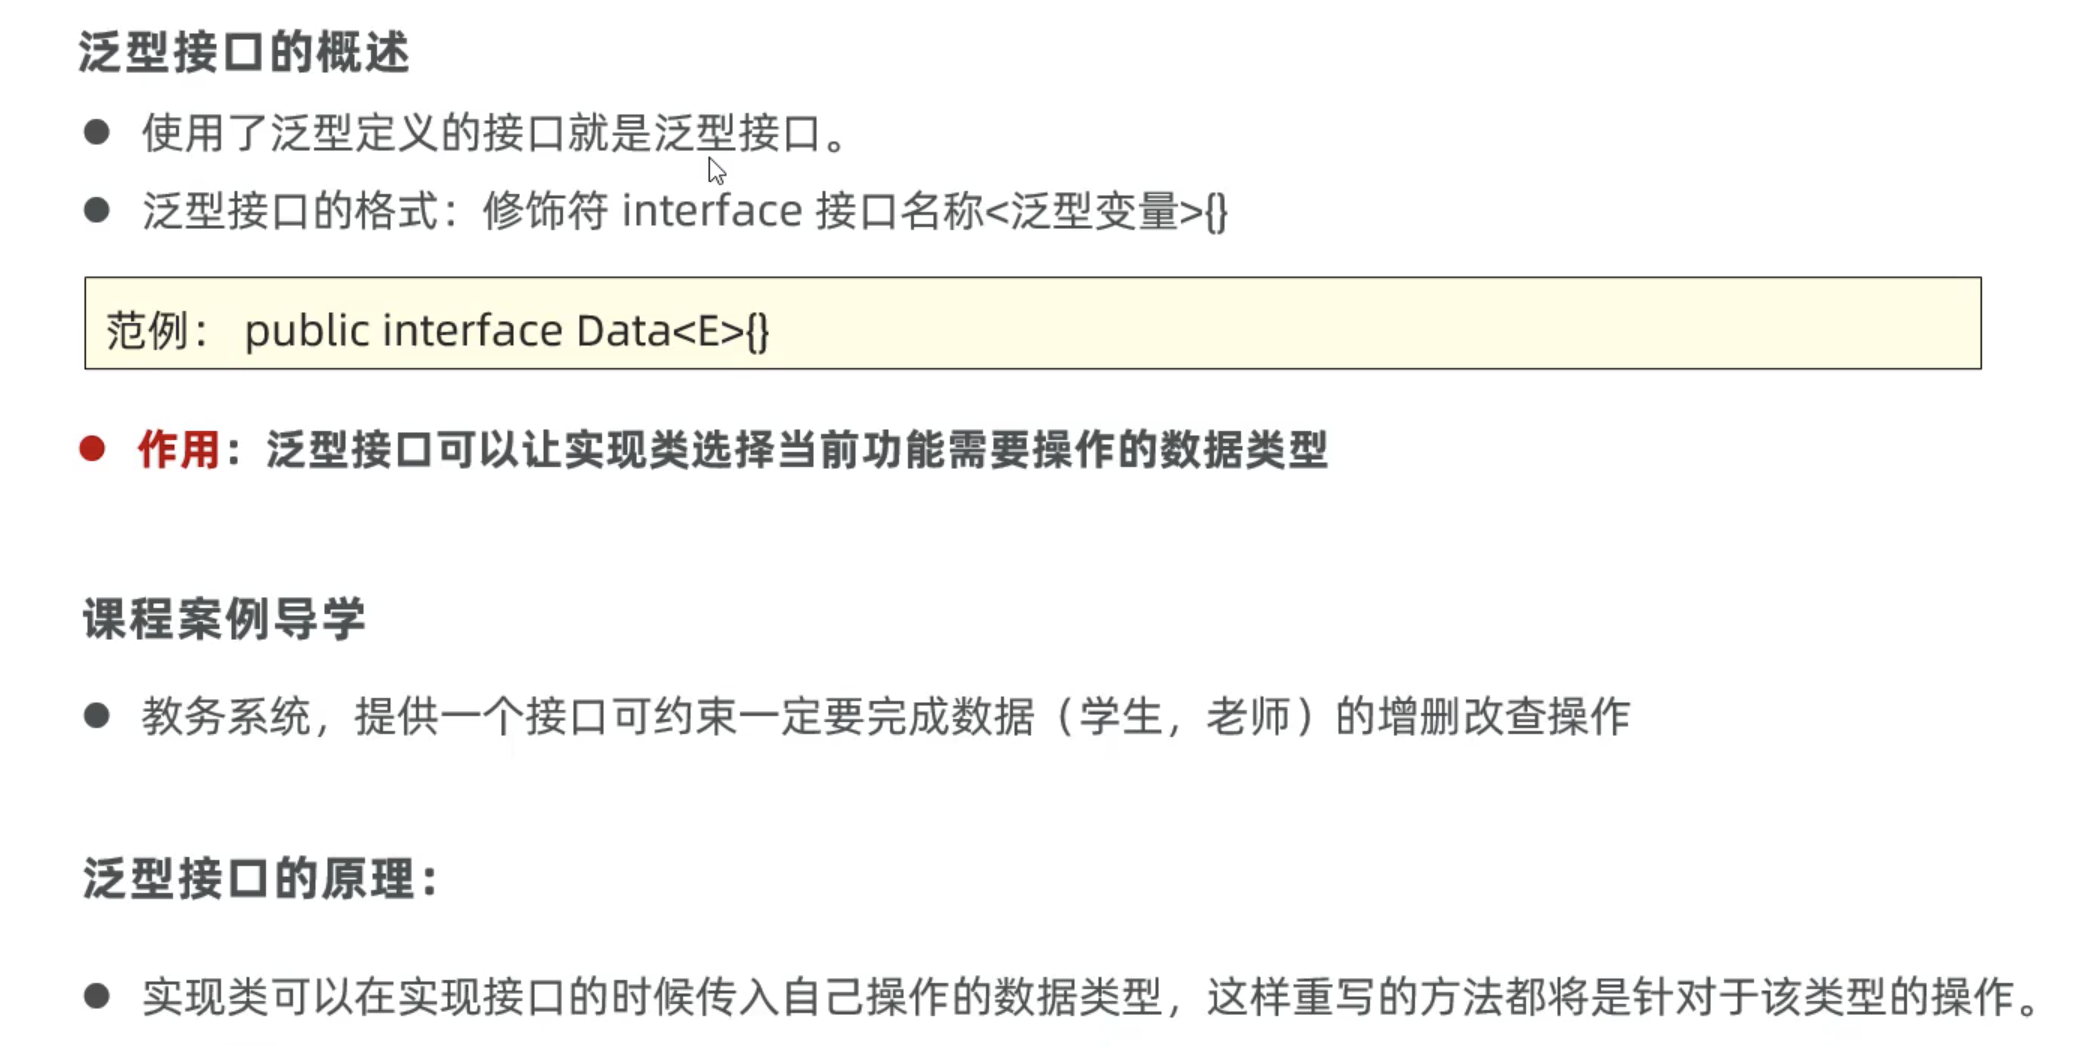 泛型接口的概述
使用了泛型定义的接口就是泛型接口。
泛型接口的格式：修饰符 interface 接口名称<泛型变量>{}
范例： public interface Data<E>{}
作用：泛型接口可以让实现类选择当前功能需要操作的数据类型
课程案例导学
教务系统，提供一个接口可约束一定要完成数据（学生，老师）的增删改查操作
泛型接口的原理：
实现类可以在实现接口的时候传入自己操作的数据类型，这样重写的方法都将是针对于该类型的操作。